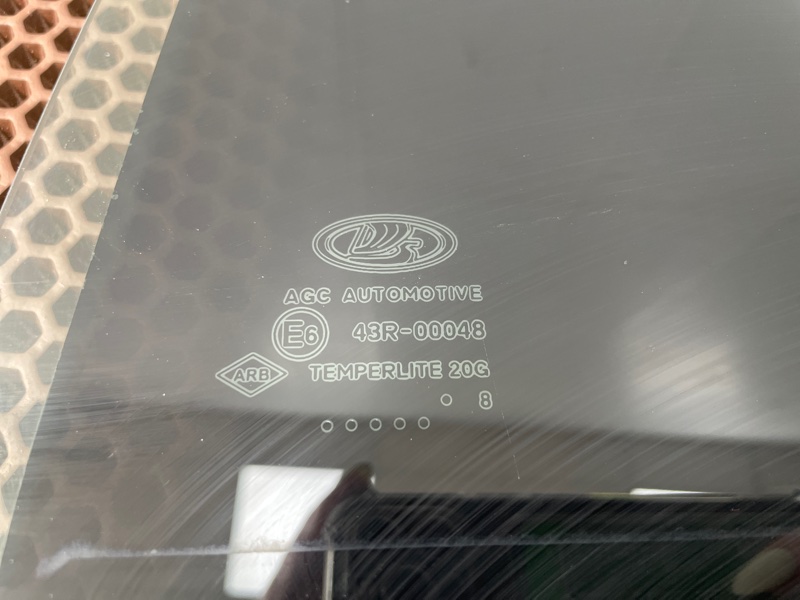 AGC AUTOMOTIVE
E6 43R-00048
ARB TEMPERLITE 20G
8